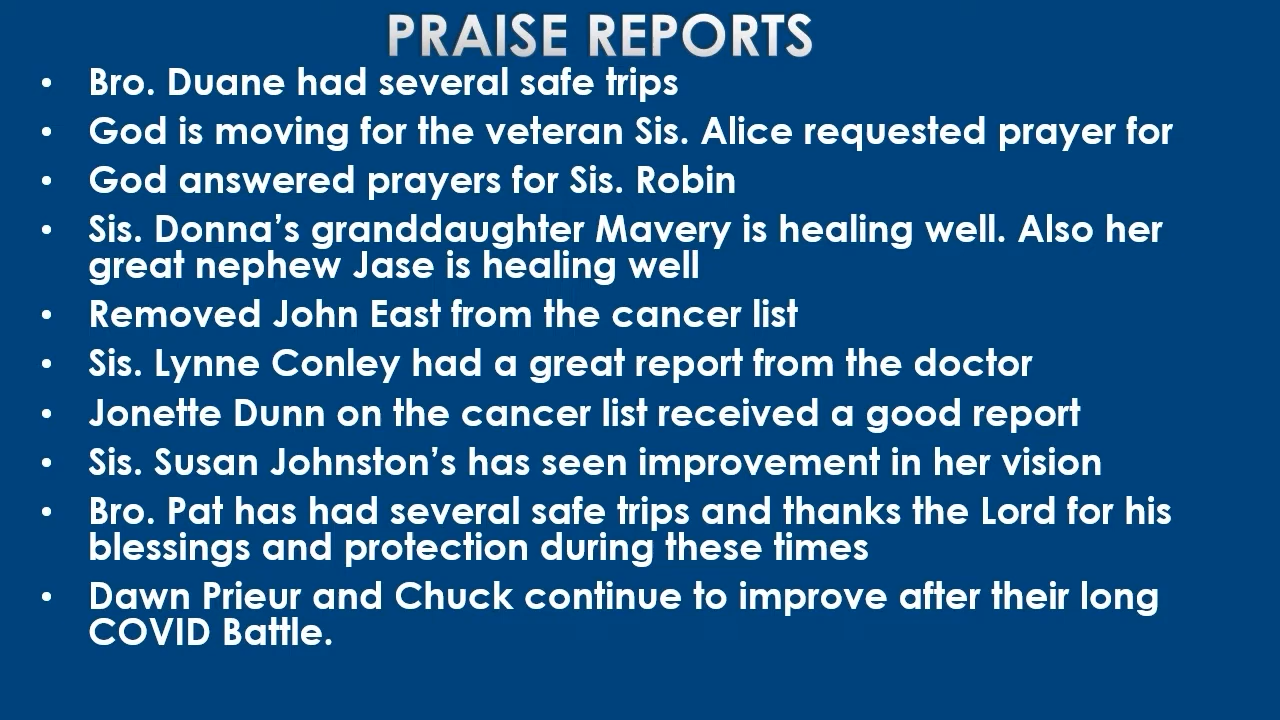 PRAISE REPORTS
• Bro. Duane had several safe trips
• God is moving for the veteran Sis. Alice requested prayer for
• God answered prayers for Sis. Robin
• Sis. Donna’s granddaughter Mavery is healing well. Also her
great nephew Jase is healing well
• Removed John East from the cancer list
• Sis. Lynne Conley had a great report from the doctor
• Jonette Dunn on the cancer list received a good report
• Sis. Susan Johnston’s has seen improvement in her vision
• Bro. Pat has had several safe trips and thanks the Lord for his
blessings and protection during these times
• Dawn Prieur and Chuck continue to improve after their long
COVID Battle.